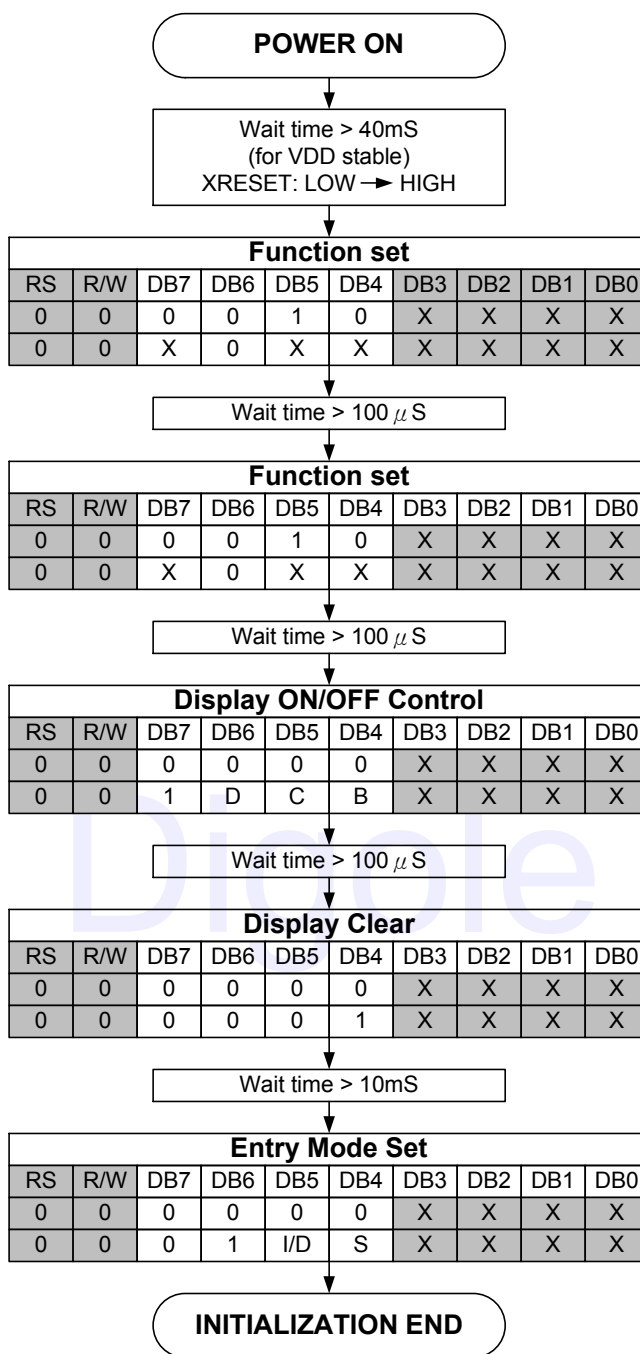 POWER ON
Wait time > 40mS
(for VDD stable)
XRESET: LOW → HIGH
Function set
RS R/W DB7 DB6 DB5 DB4 DB3 DB2 DB1 DB0
0 0 0 0 1 0 X X X X
0 0 X 0 X X X X X X
Wait time > 100 μS
Function set
RS R/W DB7 DB6 DB5 DB4 DB3 DB2 DB1 DB0
0 0 0 0 1 0 X X X X
0 0 X 0 X X X X X X
Wait time > 100 μS
Display ON/OFF Control
RS R/W DB7 DB6 DB5 DB4 DB3 DB2 DB1 DB0
0 0 0 0 0 0 X X X X
0 0 1 D C B X X X X
Digole
Wait time > 100 μS
Display Clear
RS R/W DB7 DB6 DB5 DB4 DB3 DB2 DB1 DB0
0 0 0 0 0 0 X X X X
0 0 0 0 0 1 X X X X
Wait time > 10mS
Entry Mode Set
RS R/W DB7 DB6 DB5 DB4 DB3 DB2 DB1 DB0
0 0 0 0 0 0 X X X X
0 0 0 1 I/D S X X X X
INITIALIZATION END